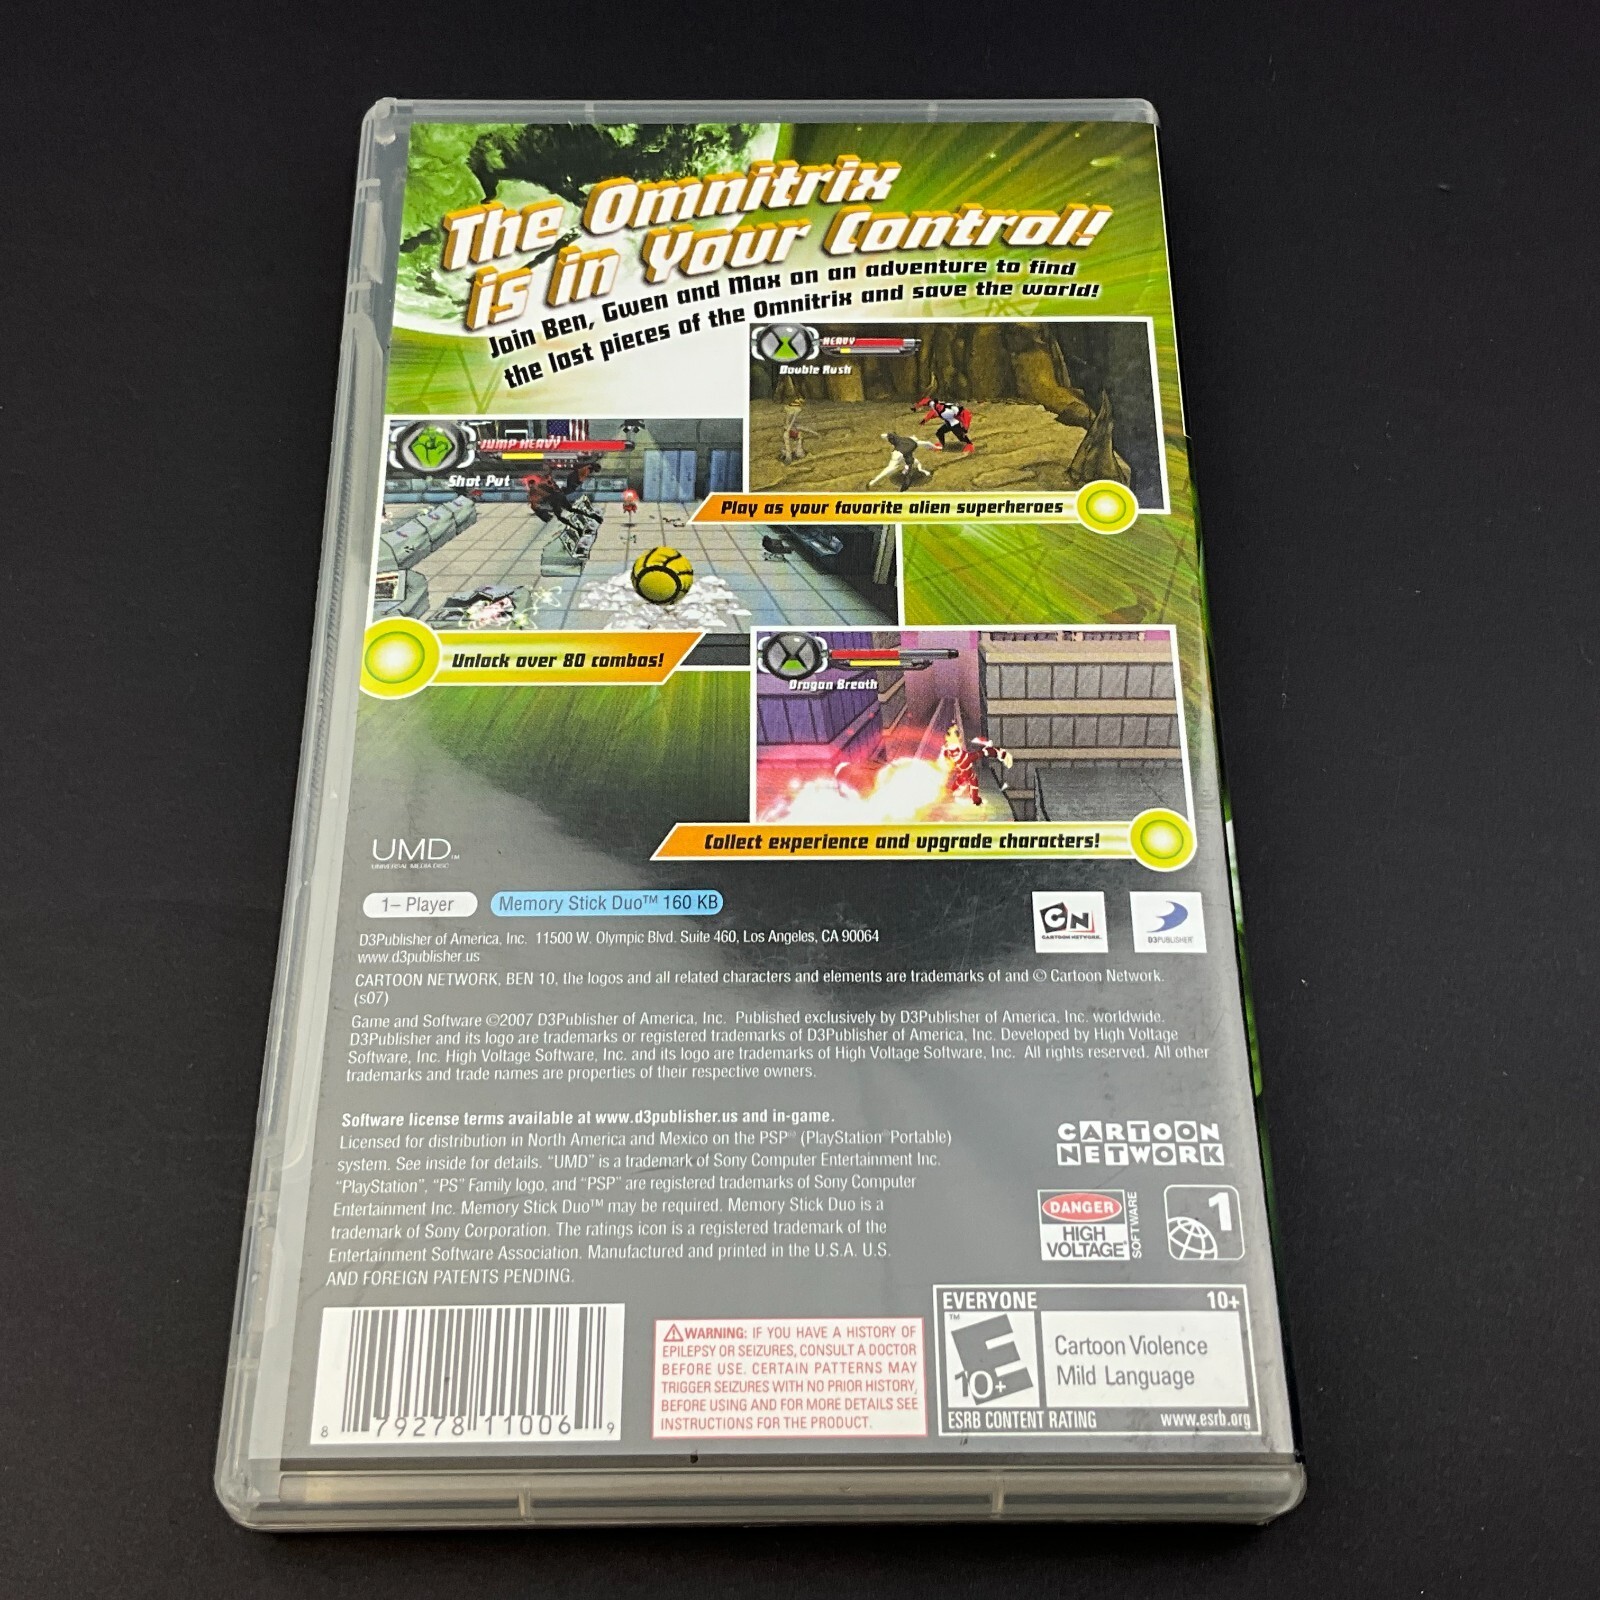 The Omnitrix
is in Your Control!
Join Ben, Gwen and Max on an adventure to find
the lost pieces of the Omnitrix and save the world!
HEAVY
Double Rush
JUMP HEAVY
Shot Put
Play as your favorite alien superheroes
Unlock over 80 combos!
Dragon Breath
Collect experience and upgrade characters!
UMD™
UNIVERSAL MEDIA DISC
1– Player
Memory Stick Duo™ 160 KB
CN
CARTOON NETWORK
D3PUBLISHER
D3Publisher of America, Inc. 11500 W. Olympic Blvd. Suite 460, Los Angeles, CA 90064
www.d3publisher.us
CARTOON NETWORK, BEN 10, the logos and all related characters and elements are trademarks of and © Cartoon Network.
(s07)
Game and Software ©2007 D3Publisher of America, Inc. Published exclusively by D3Publisher of America, Inc. worldwide.
D3Publisher and its logo are trademarks or registered trademarks of D3Publisher of America, Inc. Developed by High Voltage
Software, Inc. High Voltage Software, Inc. and its logo are trademarks of High Voltage Software, Inc. All rights reserved. All other
trademarks and trade names are properties of their respective owners.
Software license terms available at www.d3publisher.us and in-game.
Licensed for distribution in North America and Mexico on the PSP® (PlayStation®Portable)
system. See inside for details. "UMD" is a trademark of Sony Computer Entertainment Inc.
"PlayStation", "PS" Family logo, and "PSP" are registered trademarks of Sony Computer
Entertainment Inc. Memory Stick Duo™ may be required. Memory Stick Duo is a
trademark of Sony Corporation. The ratings icon is a registered trademark of the
Entertainment Software Association. Manufactured and printed in the U.S.A. U.S.
AND FOREIGN PATENTS PENDING.
CARTOON
NETWORK
DANGER
HIGH
VOLTAGE
SOFTWARE
1
8 79278 11006 9
WARNING: IF YOU HAVE A HISTORY OF
EPILEPSY OR SEIZURES, CONSULT A DOCTOR
BEFORE USE. CERTAIN PATTERNS MAY
TRIGGER SEIZURES WITH NO PRIOR HISTORY,
BEFORE USING AND FOR MORE DETAILS SEE
INSTRUCTIONS FOR THE PRODUCT.
EVERYONE 10+
E
10+
™
Cartoon Violence
Mild Language
ESRB CONTENT RATING www.esrb.org